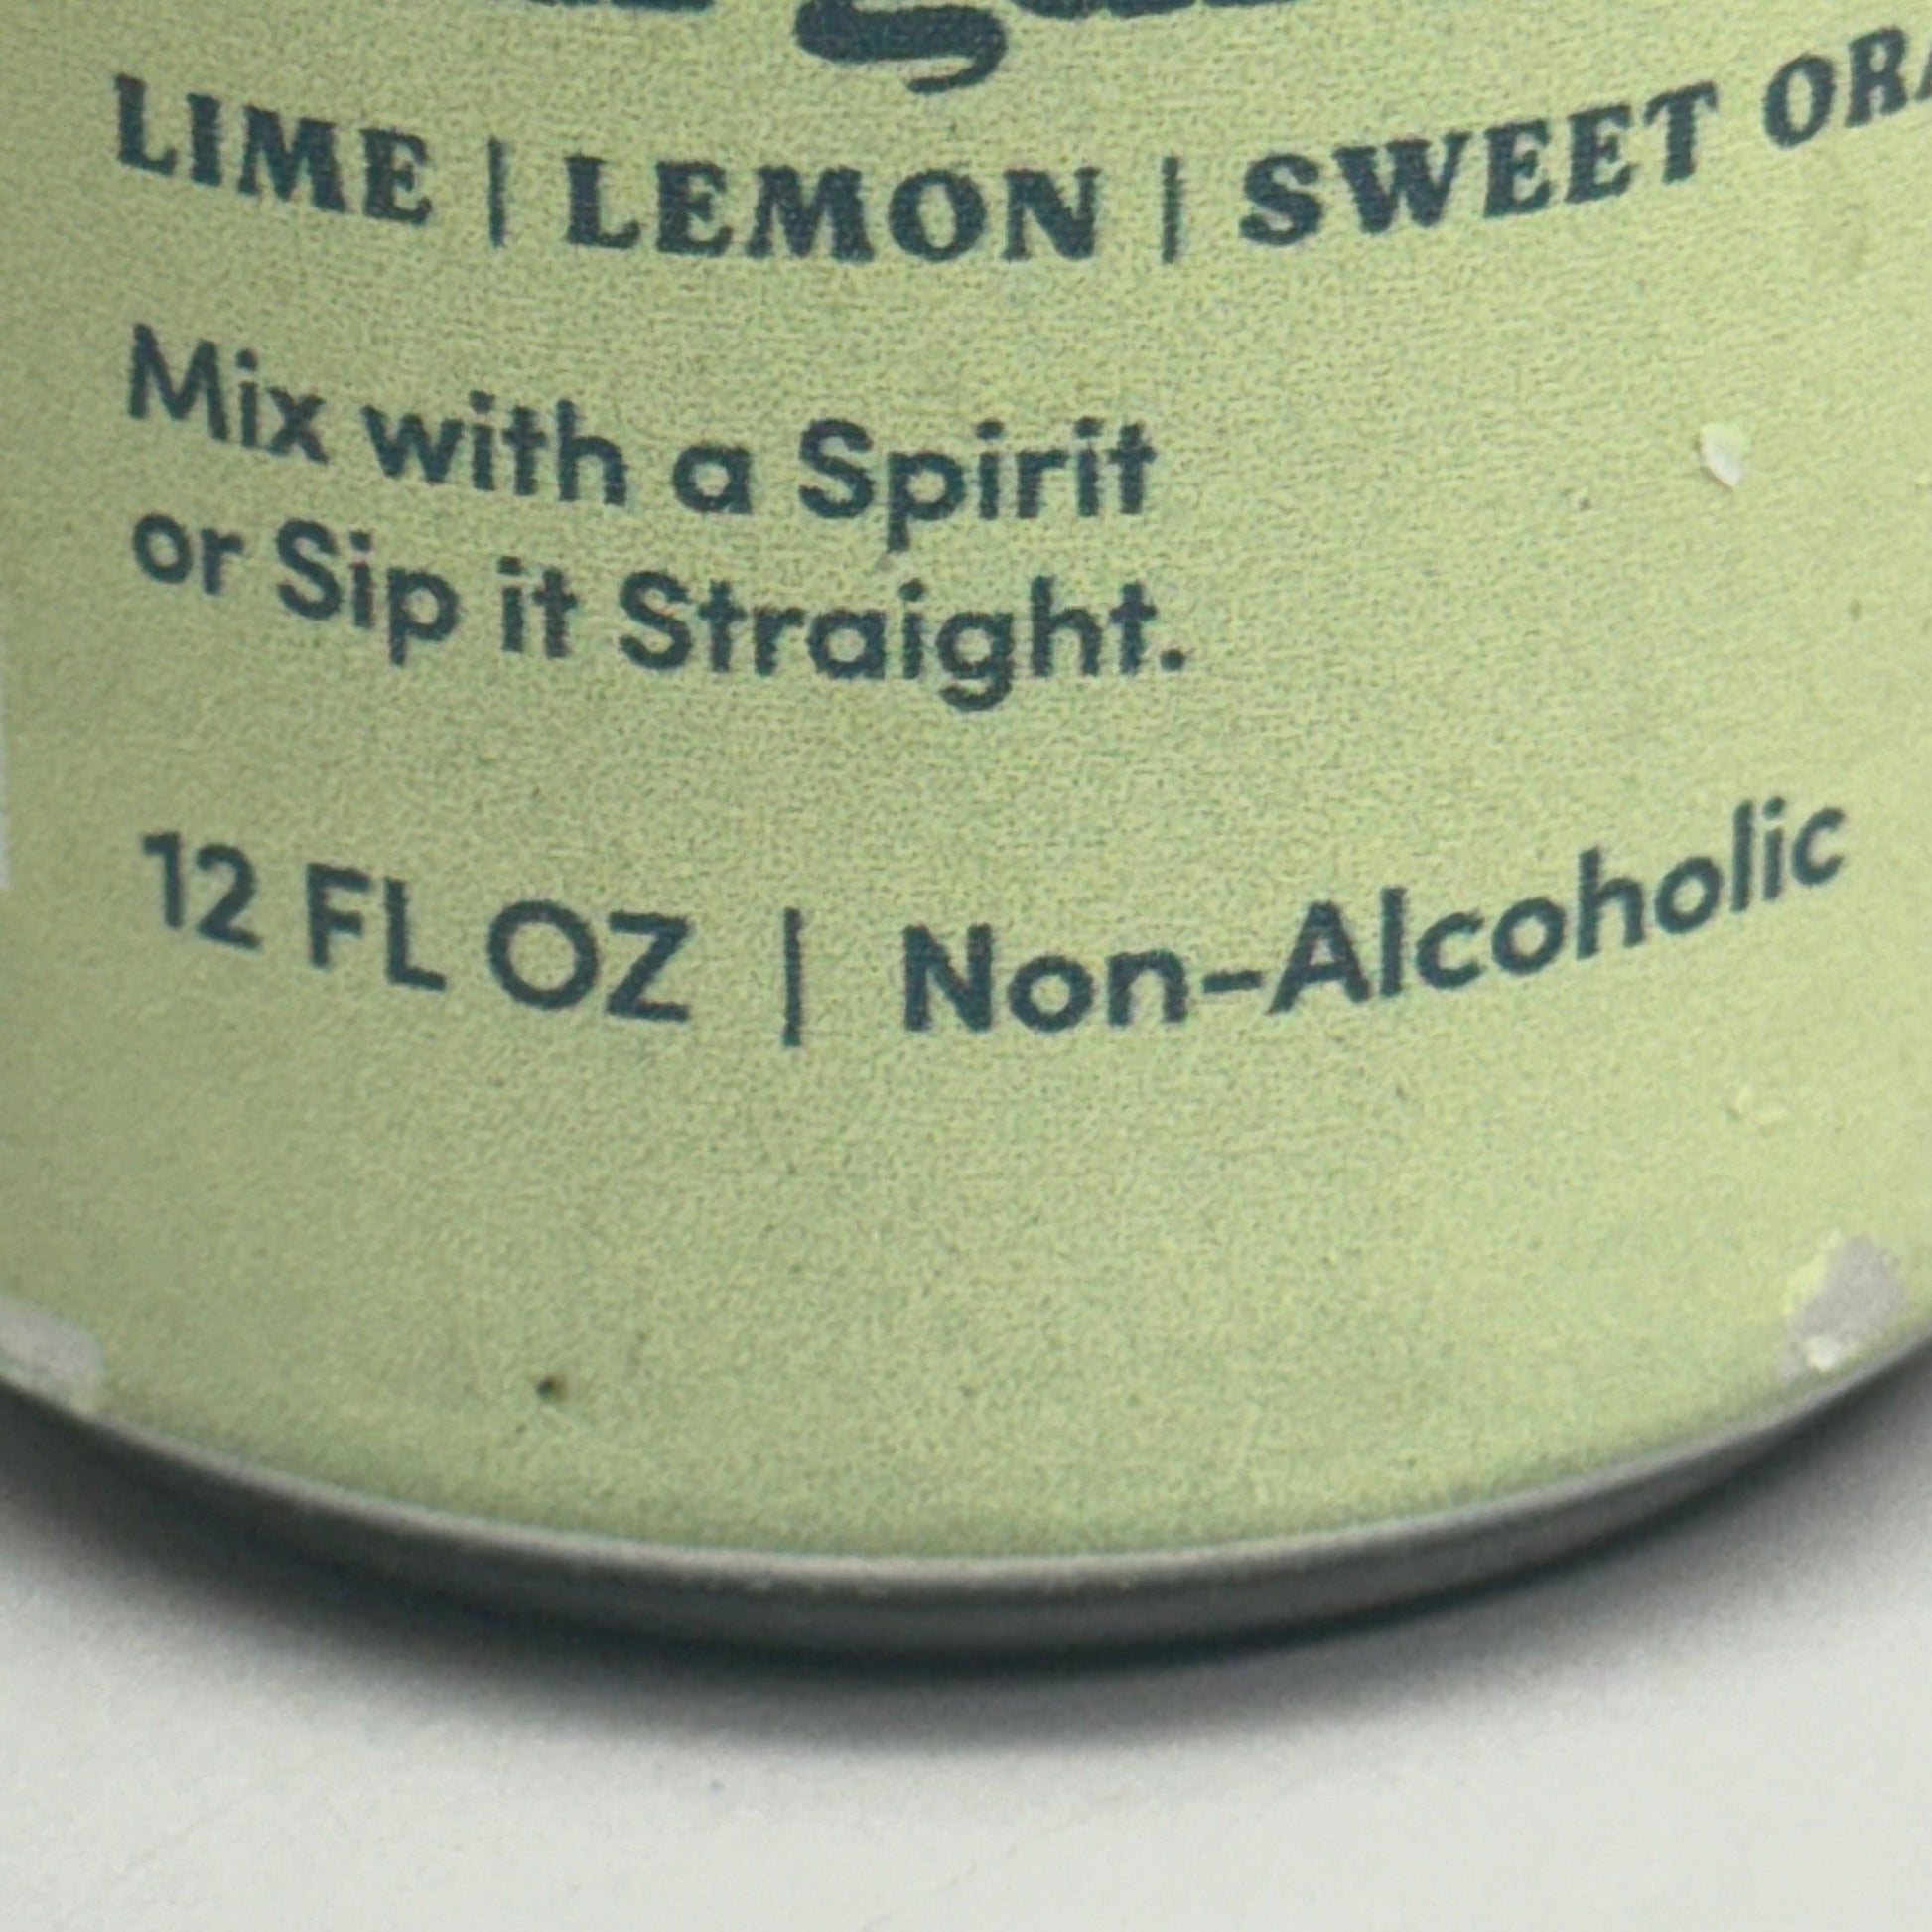 LIME | LEMON | SWEET
Mix with a Spirit
or Sip it Straight.
12 FL OZ | Non-Alcoholic